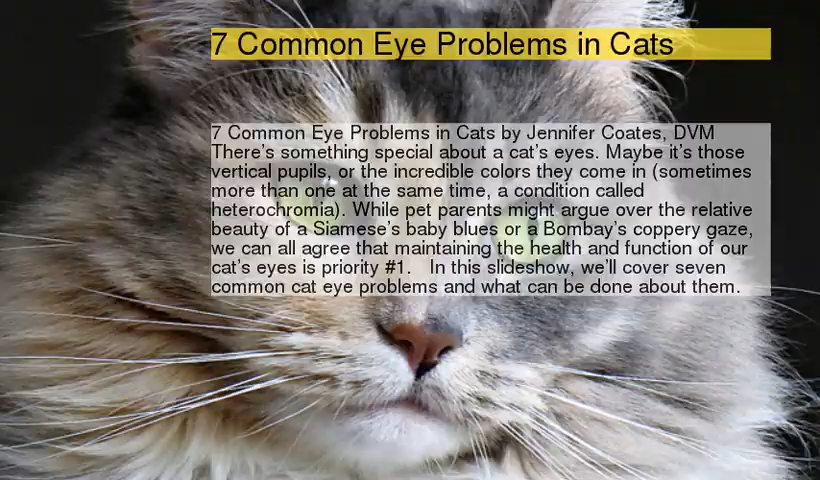 7 Common Eye Problems in Cats
7 Common Eye Problems in Cats by Jennifer Coates, DVM
There's something special about a cat's eyes. Maybe it's those
vertical pupils, or the incredible colors they come in (sometimes
more than one at the same time, a condition called
heterochromia). While pet parents might argue over the relative
beauty of a Siamese's baby blues or a Bombay's coppery gaze,
we can all agree that maintaining the health and function of our
cat's eyes is priority #1.   In this slideshow, we'll cover seven
common cat eye problems and what can be done about them.